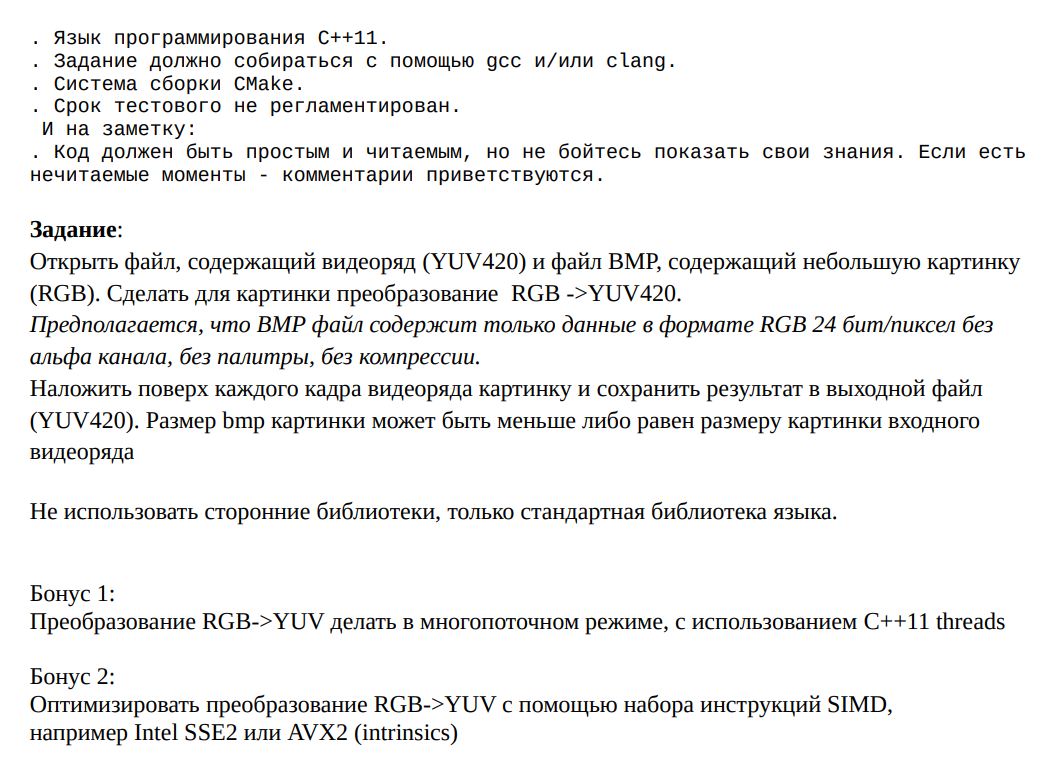 . Язык программирования C++11.
. Задание должно собираться с помощью gcc и/или clang.
. Система сборки CMake.
. Срок тестового не регламентирован.
И на заметку:
. Код должен быть простым и читаемым, но не бойтесь показать свои знания. Если есть
нечитаемые моменты - комментарии приветствуются.
Задание:
Открыть файл, содержащий видеоряд (YUV420) и файл BMP, содержащий небольшую картинку
(RGB). Сделать для картинки преобразование RGB ->YUV420.
Предполагается, что BMP файл содержит только данные в формате RGB 24 бит/пиксел без
альфа канала, без палитры, без компрессии.
Наложить поверх каждого кадра видеоряда картинку и сохранить результат в выходной файл
(YUV420). Размер bmp картинки может быть меньше либо равен размеру картинки входного
видеоряда
Не использовать сторонние библиотеки, только стандартная библиотека языка.
Бонус 1:
Преобразование RGB->YUV делать в многопоточном режиме, с использованием C++11 threads
Бонус 2:
Оптимизировать преобразование RGB->YUV с помощью набора инструкций SIMD,
например Intel SSE2 или AVX2 (intrinsics)